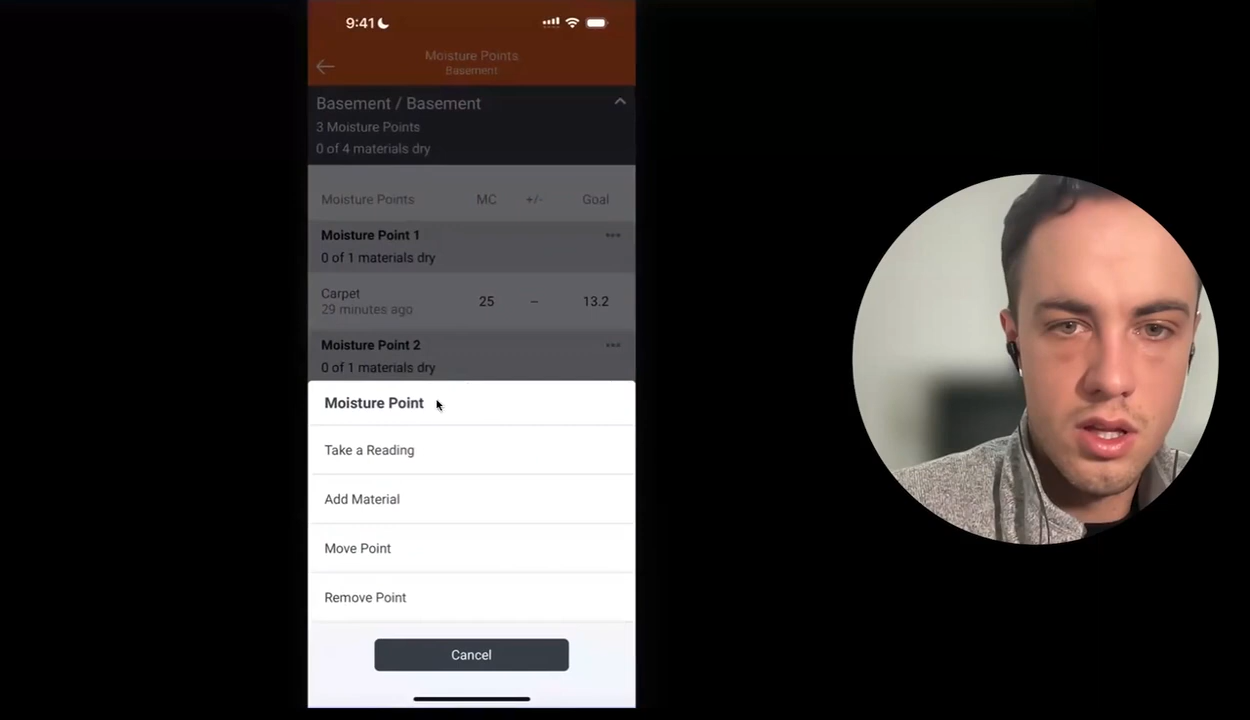 9:41
Moisture Points
Basement
Basement / Basement
3 Moisture Points
0 of 4 materials dry
Moisture Points MC +/- Goal
Moisture Point 1
0 of 1 materials dry
Carpet
29 minutes ago
25 – 13.2
Moisture Point 2
0 of 1 materials dry
Moisture Point
Take a Reading
Add Material
Move Point
Remove Point
Cancel